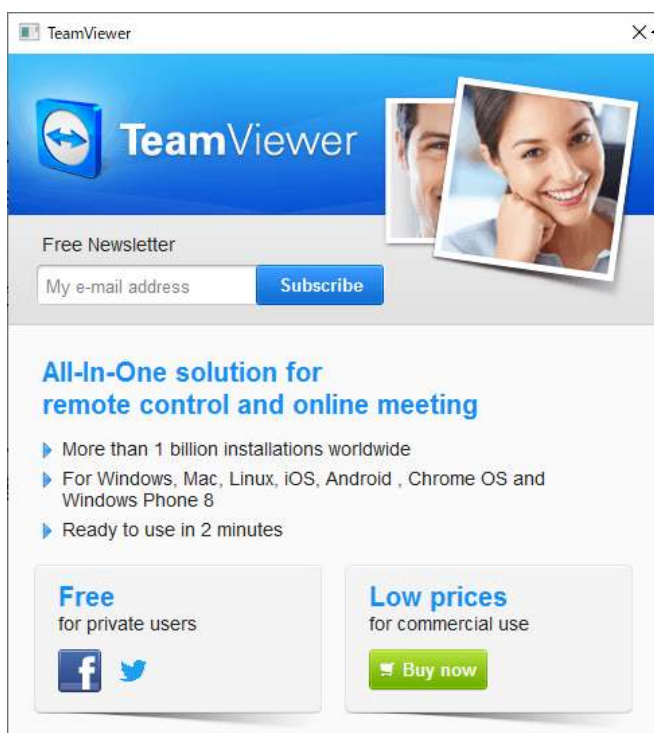 TeamViewer
TeamViewer
Free Newsletter
My e-mail address
Subscribe
All-In-One solution for
remote control and online meeting
More than 1 billion installations worldwide
For Windows, Mac, Linux, iOS, Android , Chrome OS and
Windows Phone 8
Ready to use in 2 minutes
Free
for private users
f
Low prices
for commercial use
Buy now